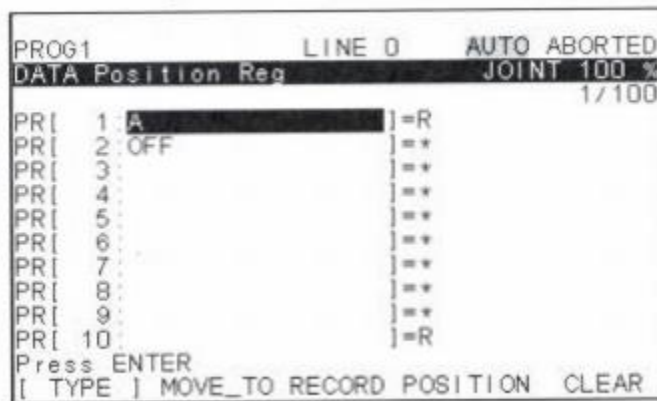 PROG1 LINE 0 AUTO ABORTED
DATA Position Reg JOINT 100 %
1/100
PR[ 1:A ]=R
PR[ 2:OFF ]=*
PR[ 3: ]=*
PR[ 4: ]=*
PR[ 5: ]=*
PR[ 6: ]=*
PR[ 7: ]=*
PR[ 8: ]=*
PR[ 9: ]=*
PR[ 10: ]=R
Press ENTER
[ TYPE ] MOVE_TO RECORD POSITION CLEAR